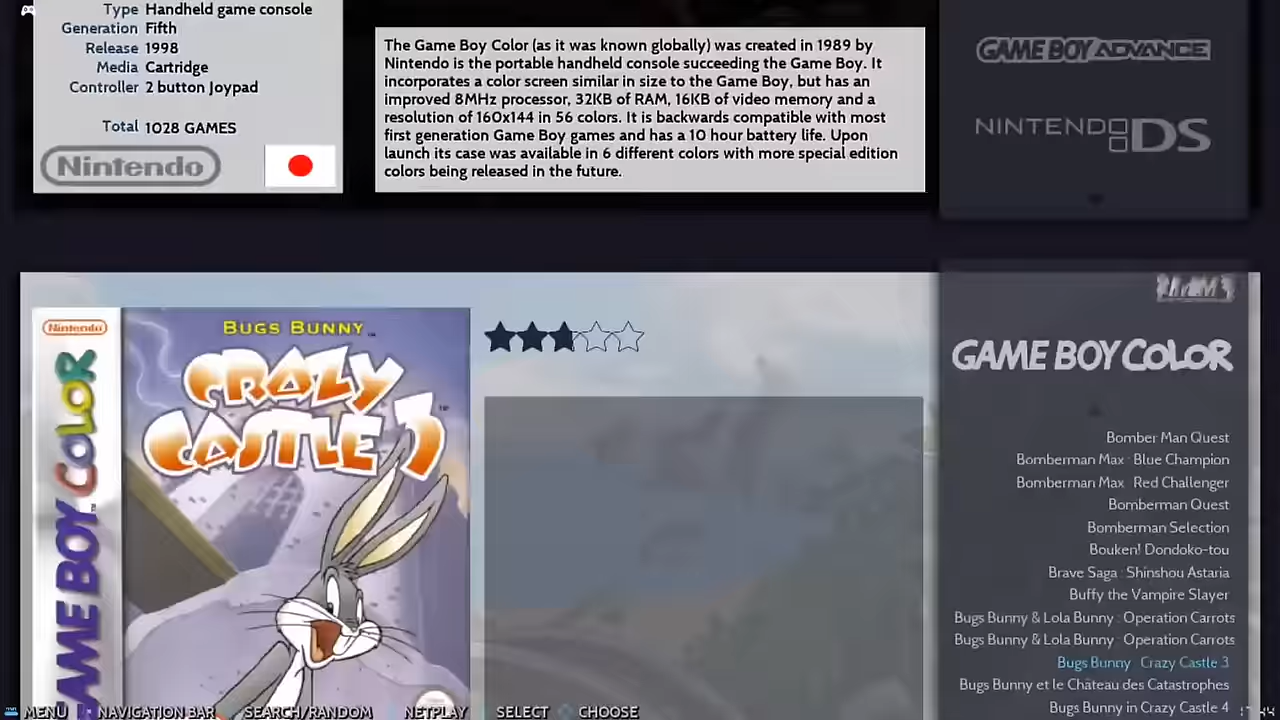 Type Handheld game console
Generation Fifth
Release 1998
Media Cartridge
Controller 2 button Joypad
Total 1028 GAMES
Nintendo
The Game Boy Color (as it was known globally) was created in 1989 by
Nintendo is the portable handheld console succeeding the Game Boy. It
incorporates a color screen similar in size to the Game Boy, but has an
improved 8MHz processor, 32KB of RAM, 16KB of video memory and a
resolution of 160x144 in 56 colors. It is backwards compatible with most
first generation Game Boy games and has a 10 hour battery life. Upon
launch its case was available in 6 different colors with more special edition
colors being released in the future.
GAME BOY ADVANCE
NINTENDO DS
Nintendo
GAME BOY COLOR
BUGS BUNNY™
CRAZY
CASTLE 3™
GAME BOY COLOR
Bomber Man Quest
Bomberman Max : Blue Champion
Bomberman Max : Red Challenger
Bomberman Quest
Bomberman Selection
Bouken! Dondoko-tou
Brave Saga : Shinshou Astaria
Buffy the Vampire Slayer
Bugs Bunny & Lola Bunny : Operation Carrots
Bugs Bunny & Lola Bunny : Operation Carrots
Bugs Bunny Crazy Castle 3
Bugs Bunny et le Château des Catastrophes
Bugs Bunny in Crazy Castle 4
MENU NAVIGATION BAR SEARCH/RANDOM NETPLAY SELECT CHOOSE